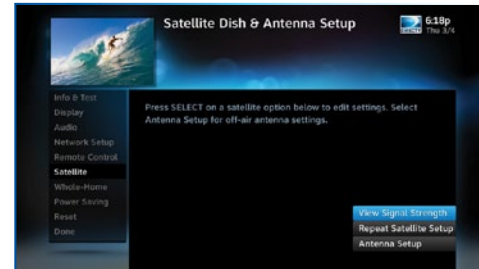 Satellite Dish & Antenna Setup
DIRECTV
6:18p
Thu 3/4
Info & Test
Display
Audio
Network Setup
Remote Control
Satellite
Whole-Home
Power Saving
Reset
Done
Press SELECT on a satellite option below to edit settings. Select
Antenna Setup for off-air antenna settings.
View Signal Strength
Repeat Satellite Setup
Antenna Setup